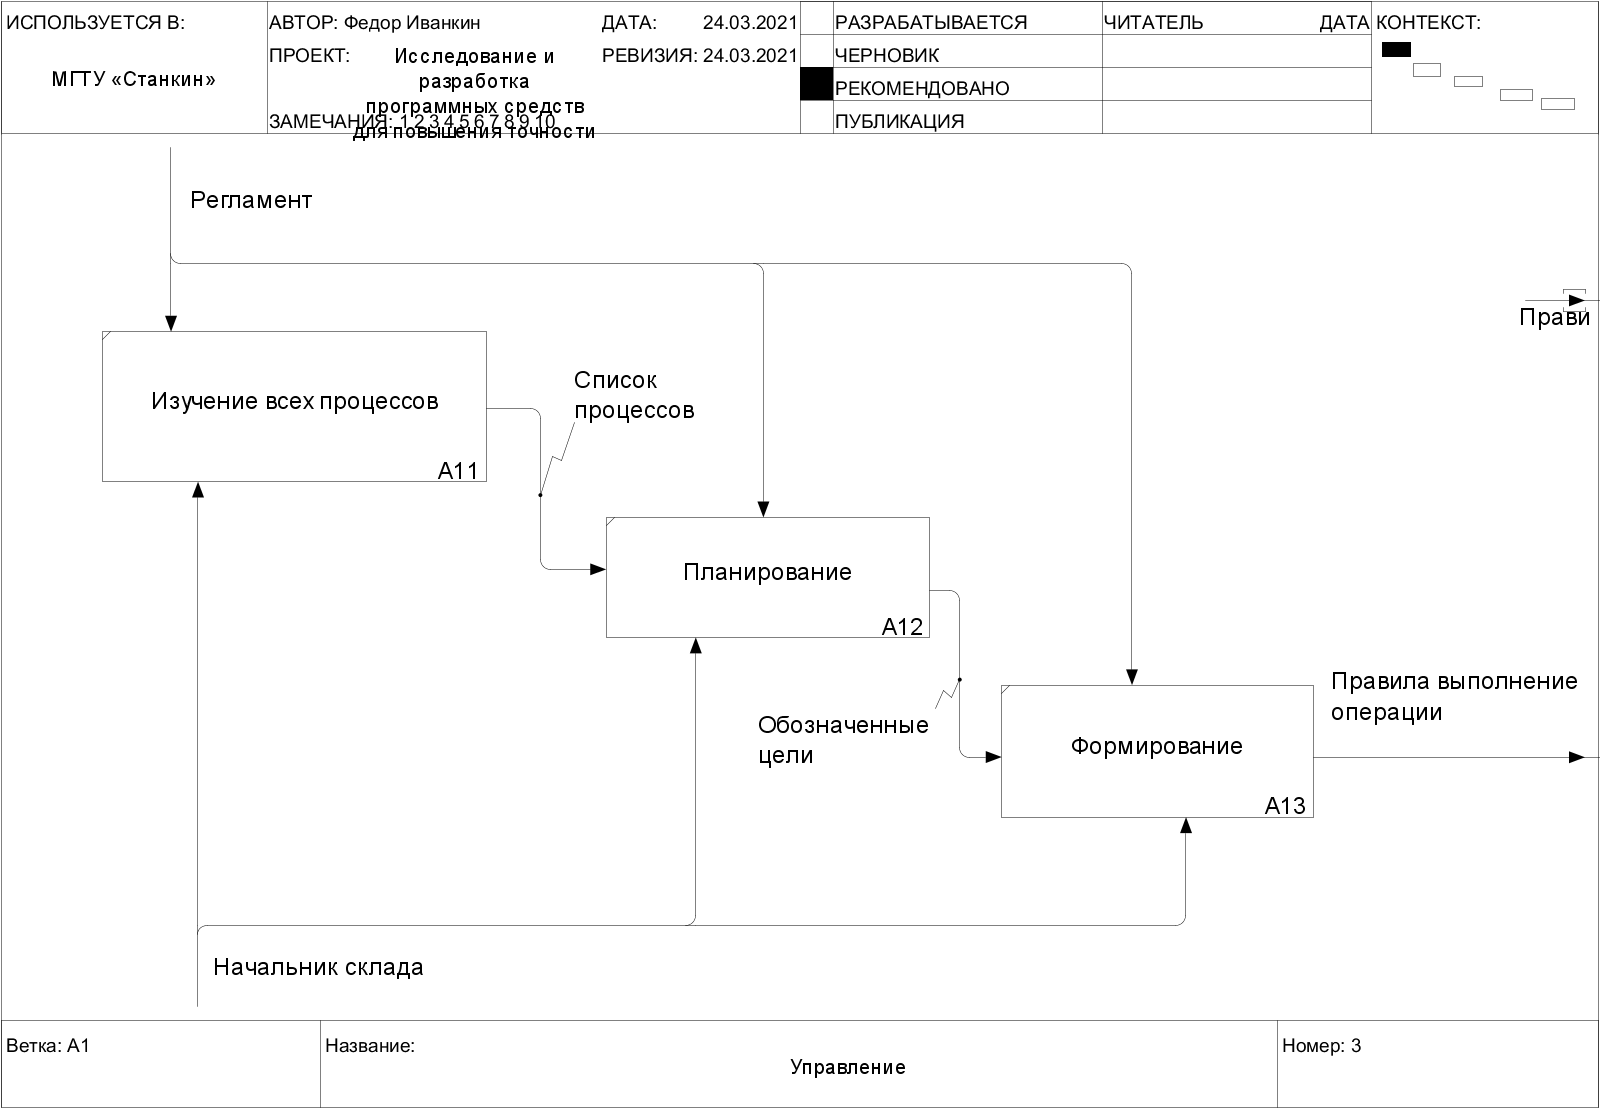 ИСПОЛЬЗУЕТСЯ В:
МГТУ «Станкин»
АВТОР: Федор Иванкин
ДАТА: 24.03.2021
ПРОЕКТ:
Исследование и
разработка
программных средств
для повышения точности
РЕВИЗИЯ: 24.03.2021
ЗАМЕЧАНИЯ: 1 2 3 4 5 6 7 8 9 10
РАЗРАБАТЫВАЕТСЯ
ЧЕРНОВИК
РЕКОМЕНДОВАНО
ПУБЛИКАЦИЯ
ЧИТАТЕЛЬ
ДАТА
КОНТЕКСТ:
Регламент
Прави
Изучение всех процессов
A11
Список
процессов
Планирование
A12
Обозначенные
цели
Формирование
A13
Правила выполнение
операции
Начальник склада
Ветка: A1
Название:
Управление
Номер: 3